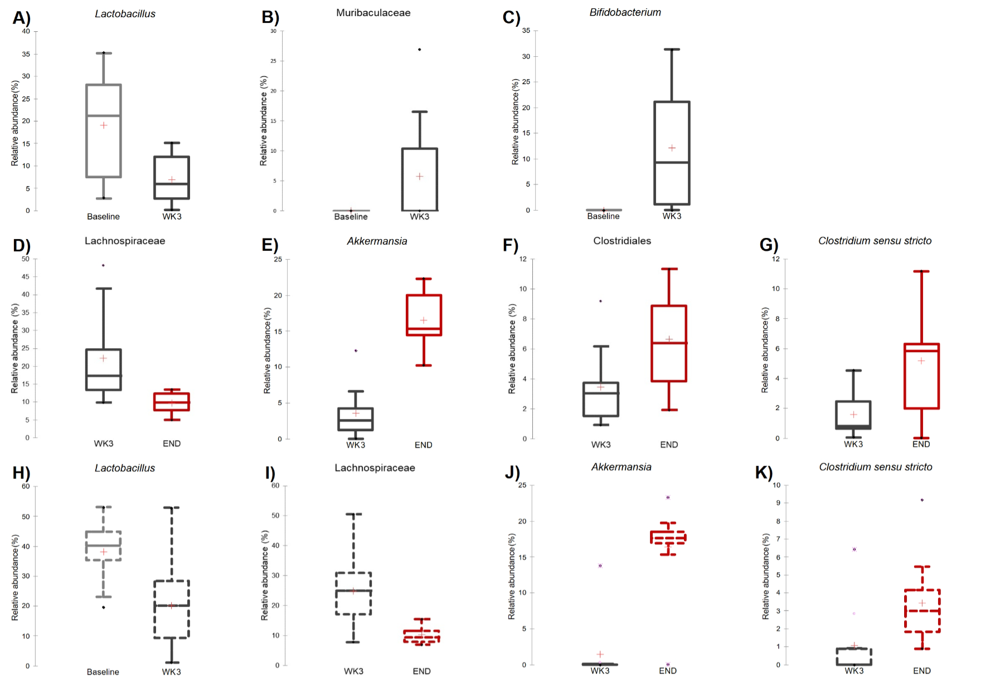 A) Lactobacillus
Relative abundance (%)
40
35
30
25
20
15
10
5
0
Baseline WK3
B) Muribaculaceae
Relative abundance (%)
30
25
20
15
10
5
0
Baseline WK3
C) Bifidobacterium
Relative abundance (%)
35
30
25
20
15
10
5
0
Baseline WK3
D) Lachnospiraceae
Relative abundance (%)
50
45
40
35
30
25
20
15
10
5
0
WK3 END
E) Akkermansia
Relative abundance (%)
25
20
15
10
5
0
WK3 END
F) Clostridiales
Relative abundance (%)
12
10
8
6
4
2
0
WK3 END
G) Clostridium sensu stricto
Relative abundance (%)
12
10
8
6
4
2
0
WK3 END
H) Lactobacillus
Relative abundance (%)
60
50
40
30
20
10
0
Baseline WK3
I) Lachnospiraceae
Relative abundance (%)
60
50
40
30
20
10
0
WK3 END
J) Akkermansia
Relative abundance (%)
25
20
15
10
5
0
WK3 END
K) Clostridium sensu stricto
Relative abundance (%)
10
9
8
7
6
5
4
3
2
1
0
WK3 END